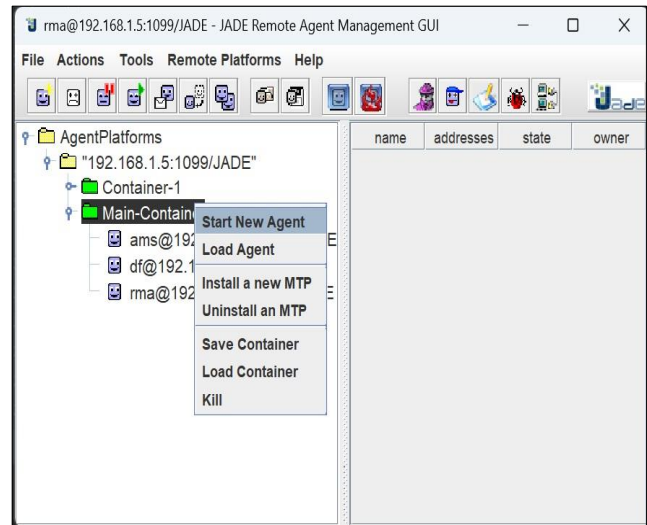 rma@192.168.1.5:1099/JADE - JADE Remote Agent Management GUI
File Actions Tools Remote Platforms Help
Jade
AgentPlatforms
"192.168.1.5:1099/JADE"
Container-1
Main-Containe
ams@192 E
df@192.1
rma@192 E
Start New Agent
Load Agent
Install a new MTP
Uninstall an MTP
Save Container
Load Container
Kill
name addresses state owner